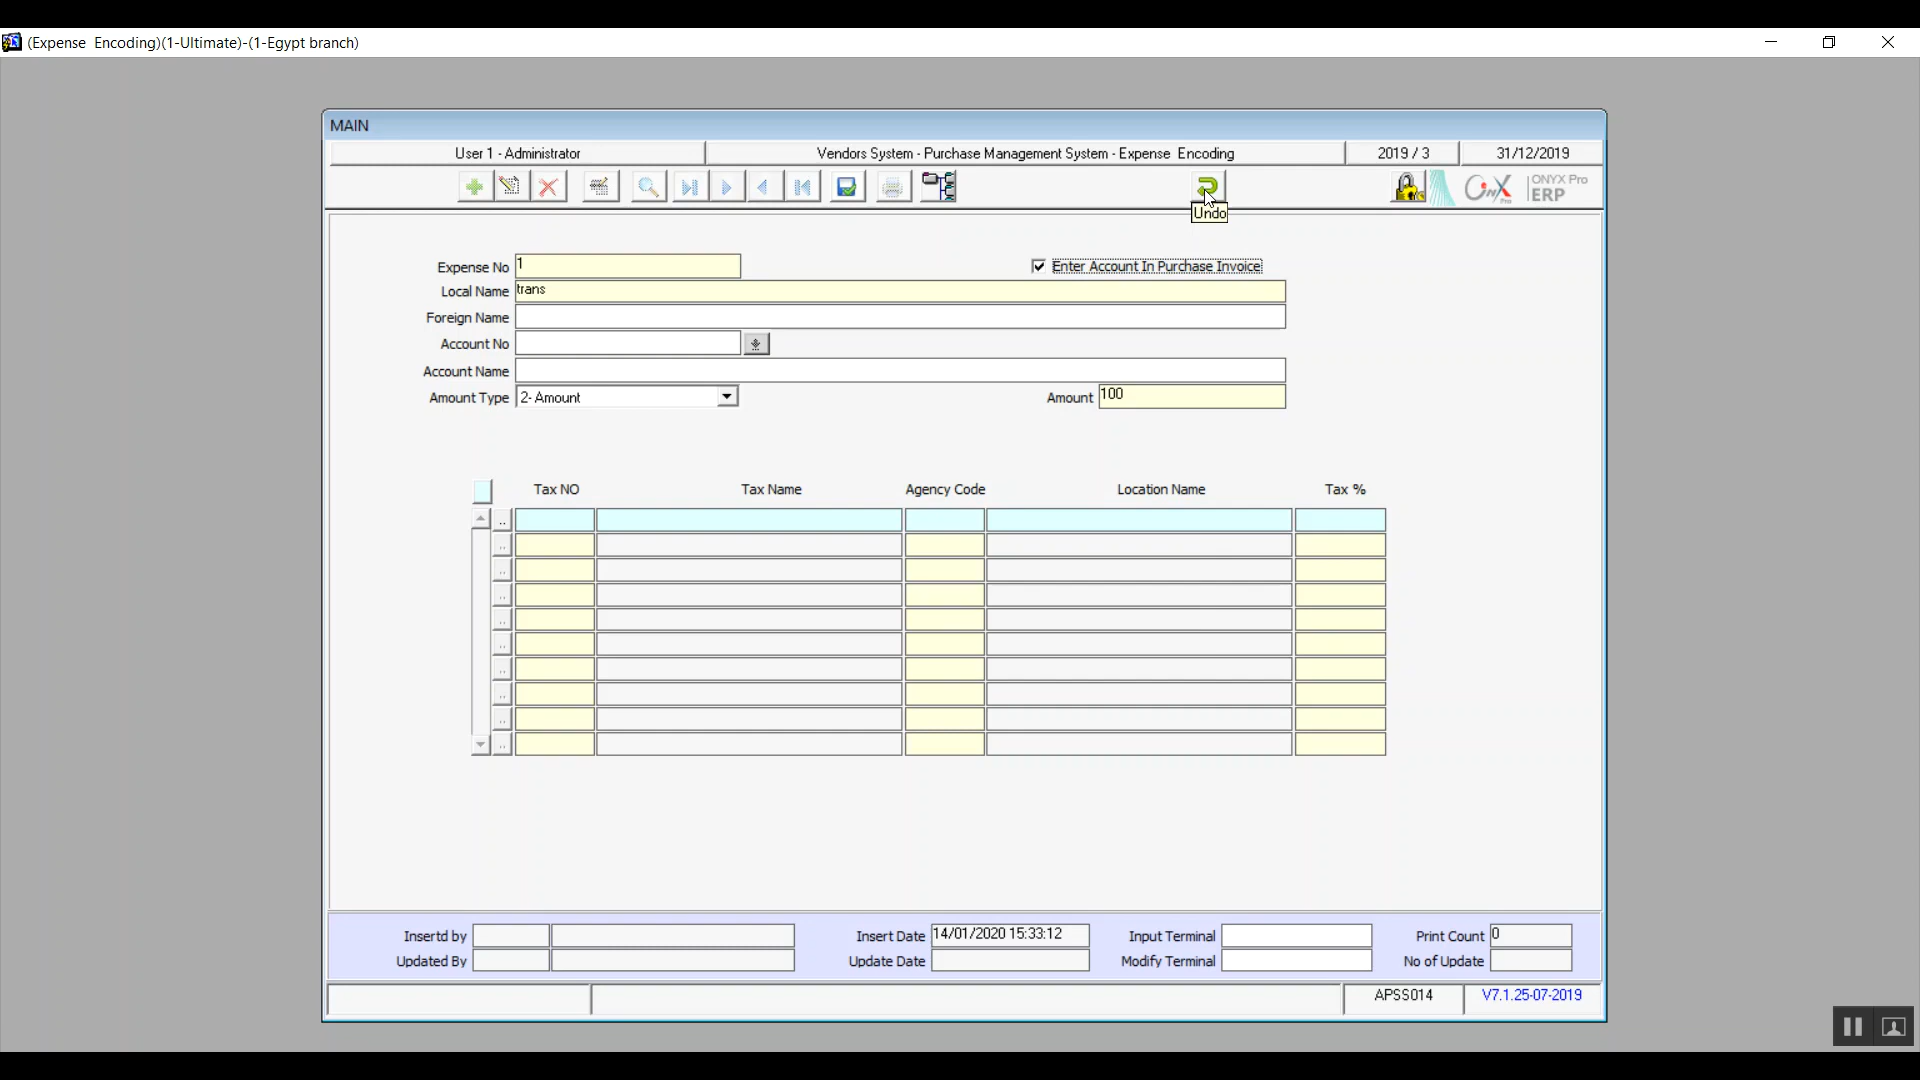 (Expense Encoding)(1-Ultimate)-(1-Egypt branch)
MAIN
User 1 - Administrator
Vendors System - Purchase Management System - Expense Encoding
2019 / 3
31/12/2019
Onyx Pro
ONYX Pro
ERP
Undo
Expense No 1
Enter Account In Purchase Invoice
Local Name trans
Foreign Name
Account No
Account Name
Amount Type 2- Amount
Amount 100
Tax NO Tax Name Agency Code Location Name Tax %
Insertd by Insert Date 14/01/2020 15:33:12 Input Terminal Print Count 0
Updated By Update Date Modify Terminal No of Update
APSS014 V7.1.25-07-2019